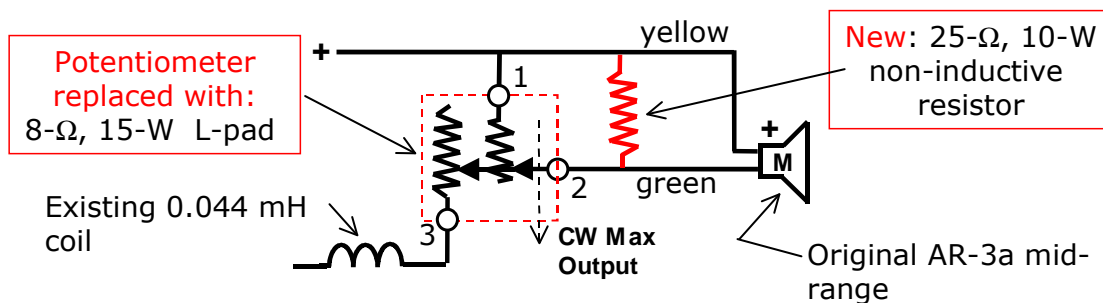 Potentiometer
replaced with:
8-Ω, 15-W L-pad
+
yellow
New: 25-Ω, 10-W
non-inductive
resistor
1
+
M
2
green
Existing 0.044 mH
coil
3
CW Max
Output
Original AR-3a mid-
range